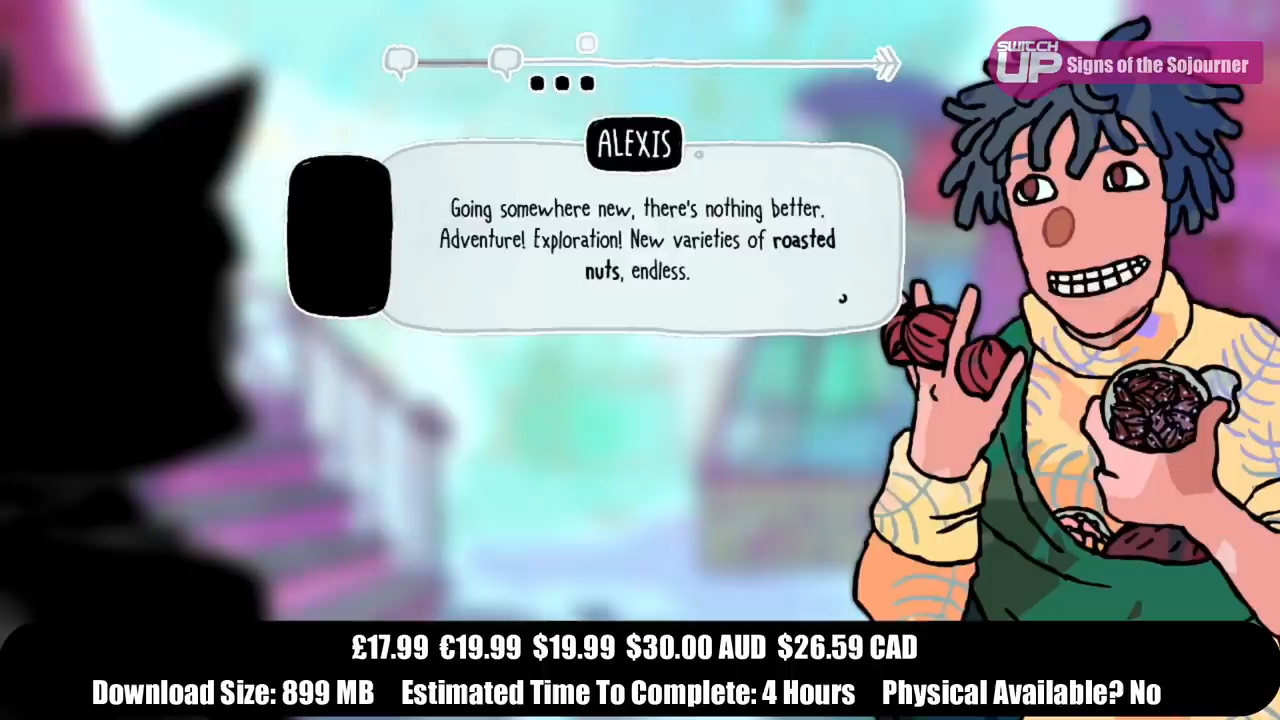 SWITCH
UP
Signs of the Sojourner
ALEXIS
Going somewhere new, there's nothing better.
Adventure! Exploration! New varieties of roasted
nuts, endless.
£17.99 €19.99 $19.99 $30.00 AUD $26.59 CAD
Download Size: 899 MB Estimated Time To Complete: 4 Hours Physical Available? No